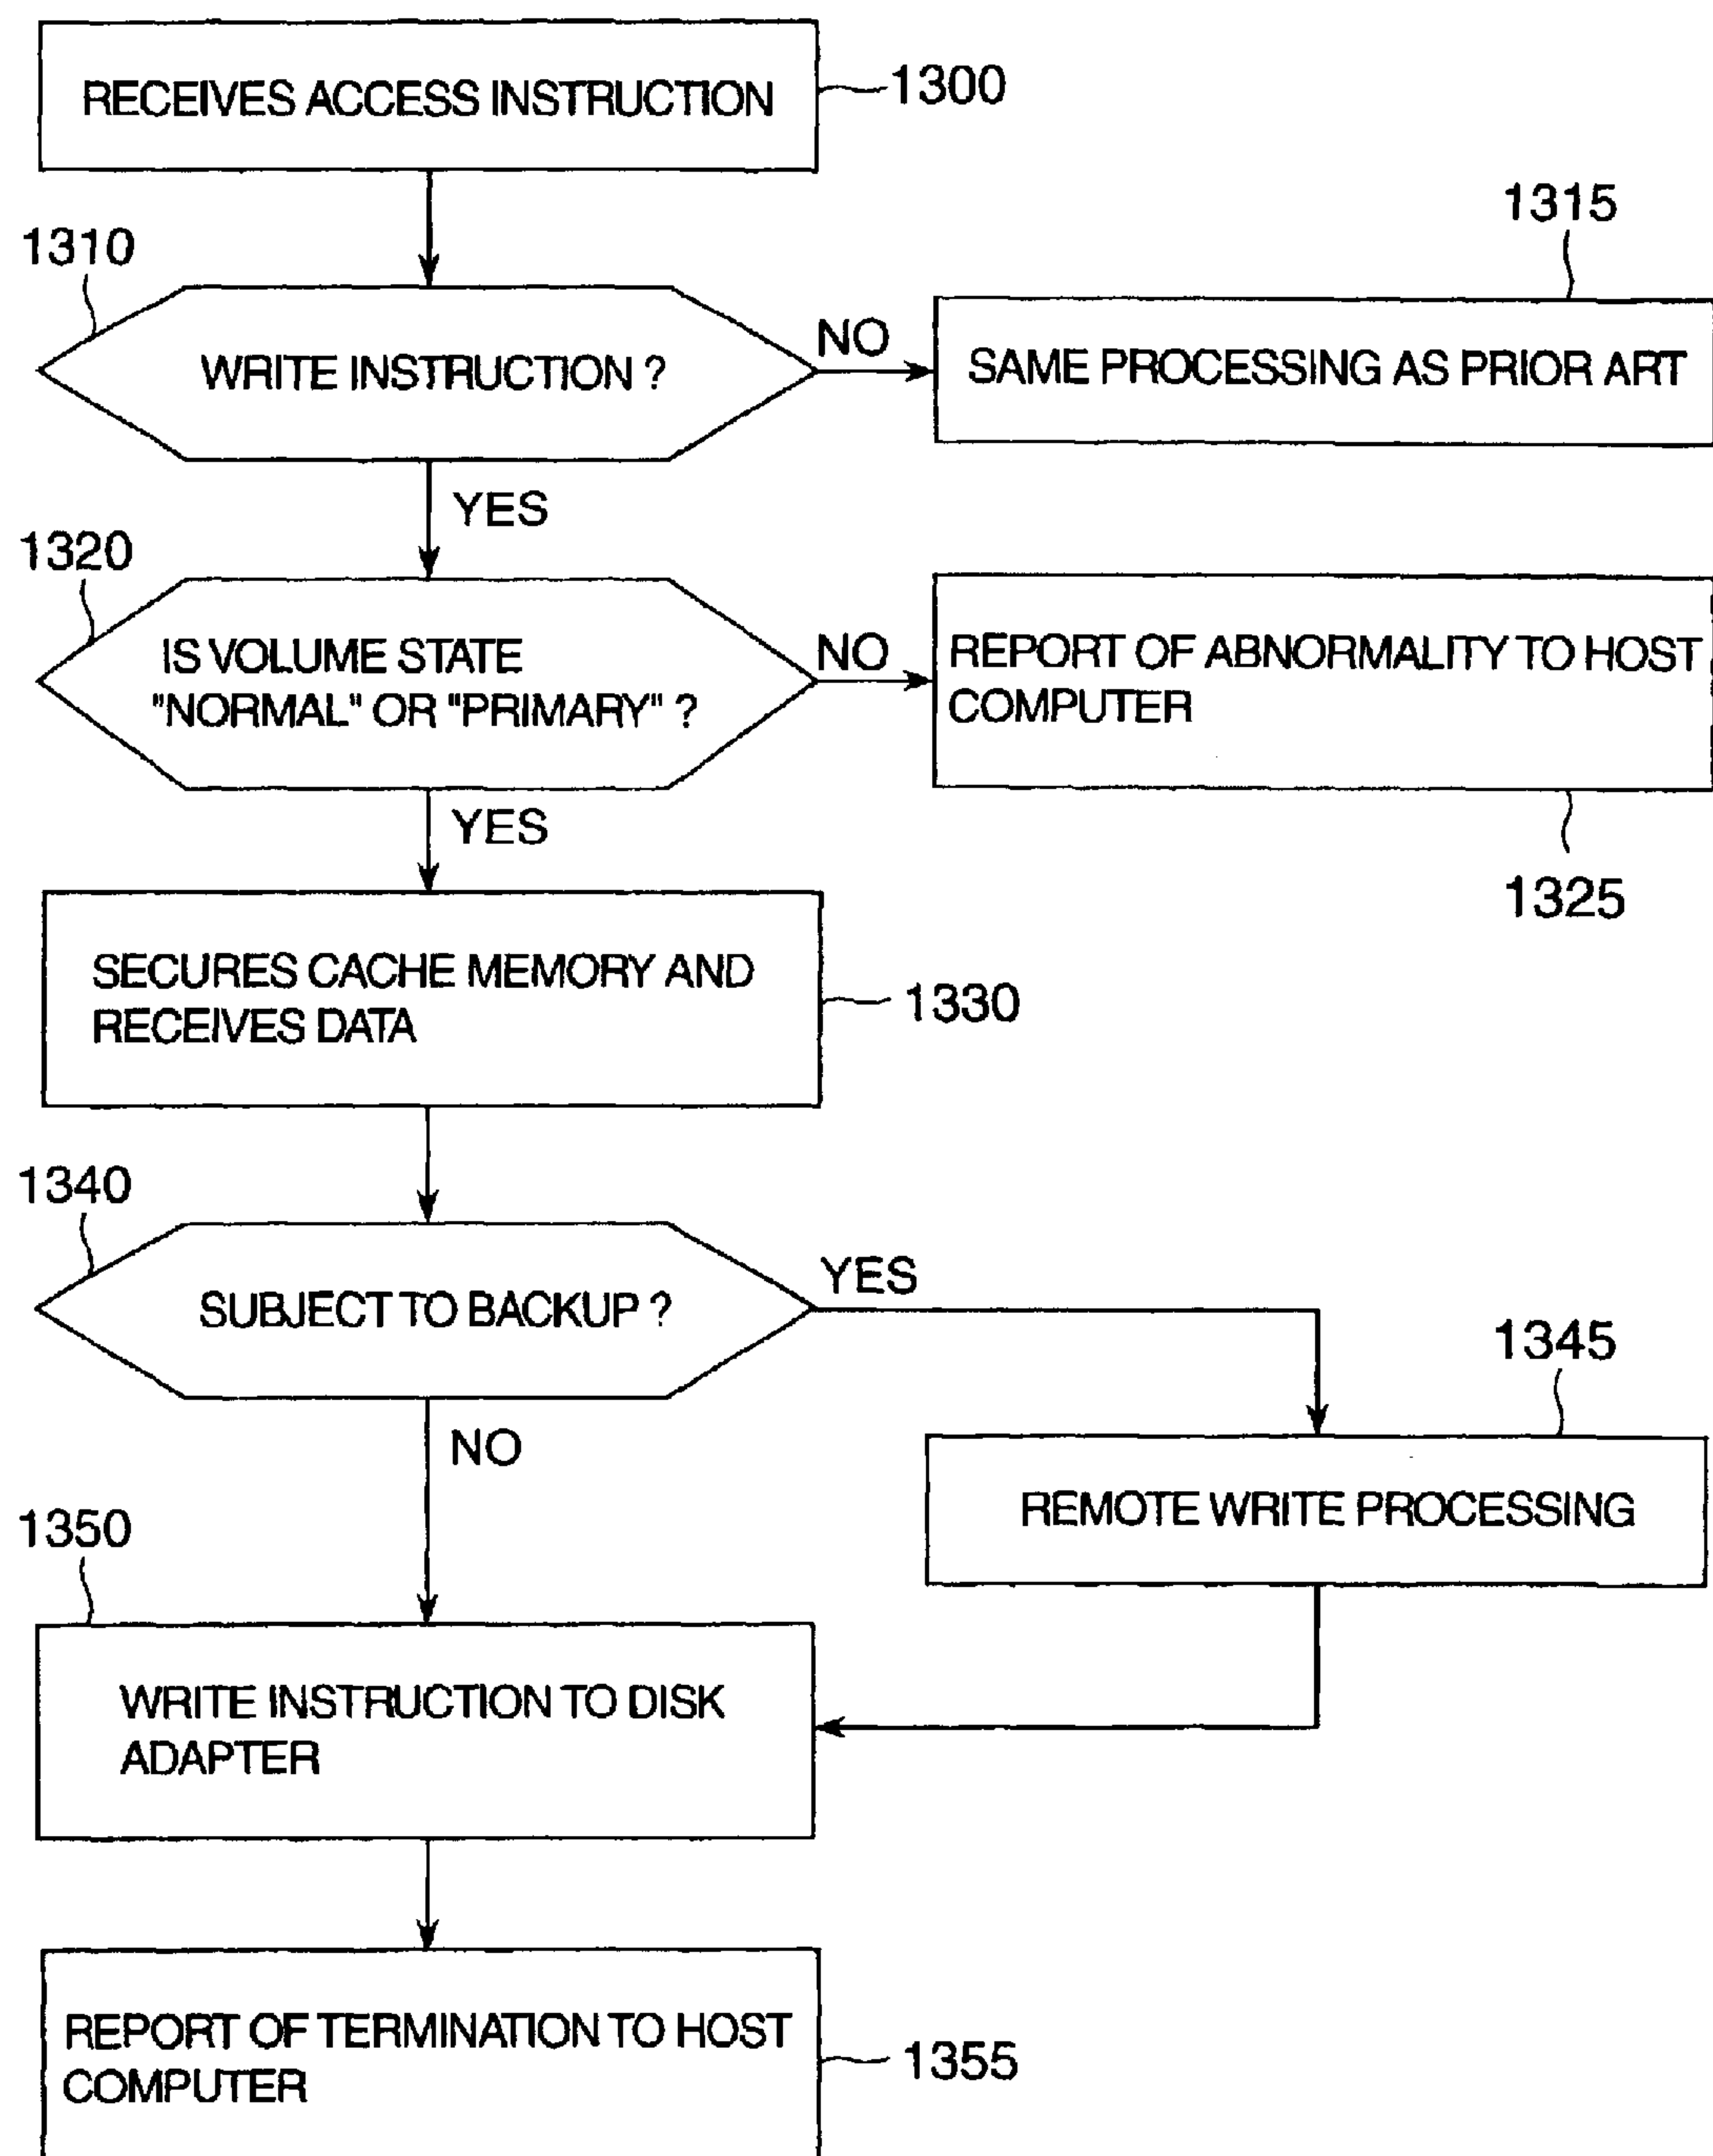 RECEIVES ACCESS INSTRUCTION
1300
1310
WRITE INSTRUCTION ?
NO
1315
SAME PROCESSING AS PRIOR ART
YES
1320
IS VOLUME STATE
"NORMAL" OR "PRIMARY" ?
NO
REPORT OF ABNORMALITY TO HOST
COMPUTER
1325
YES
SECURES CACHE MEMORY AND
RECEIVES DATA
1330
1340
SUBJECT TO BACKUP ?
YES
1345
REMOTE WRITE PROCESSING
NO
1350
WRITE INSTRUCTION TO DISK
ADAPTER
REPORT OF TERMINATION TO HOST
COMPUTER
1355